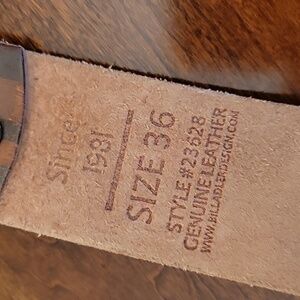 Since
1981
SIZE 36
STYLE #23628
GENUINE LEATHER
WWW.BILLADLERDESIGN.COM